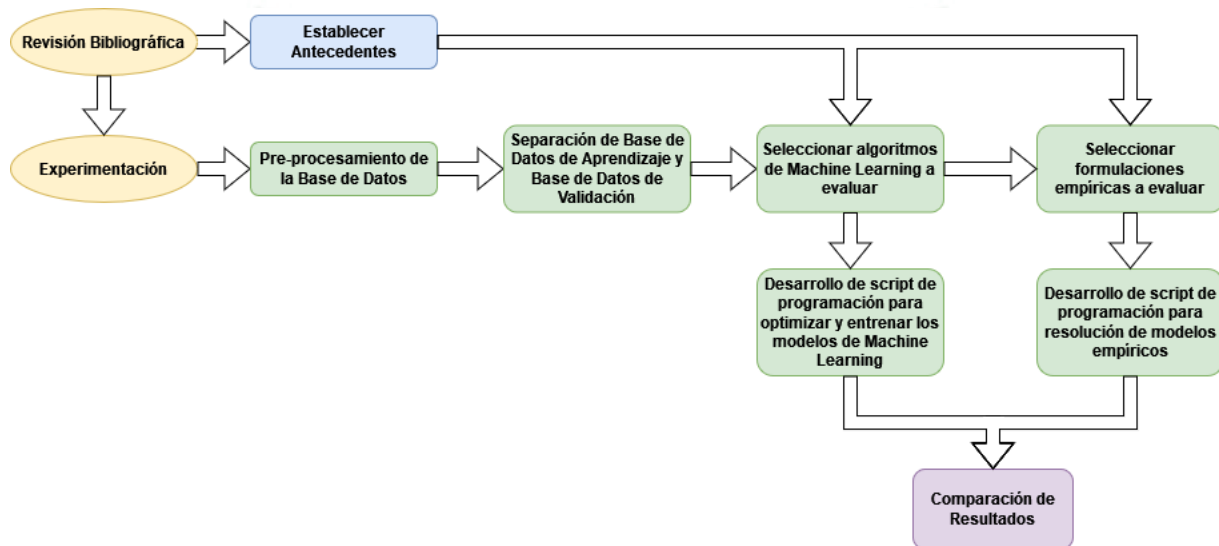 Revisión Bibliográfica
Establecer
Antecedentes
Experimentación
Pre-procesamiento de
la Base de Datos
Separación de Base de
Datos de Aprendizaje y
Base de Datos de
Validación
Seleccionar algoritmos
de Machine Learning a
evaluar
Seleccionar
formulaciones
empíricas a evaluar
Desarrollo de script de
programación para
optimizar y entrenar los
modelos de Machine
Learning
Desarrollo de script de
programación para
resolución de modelos
empíricos
Comparación de
Resultados